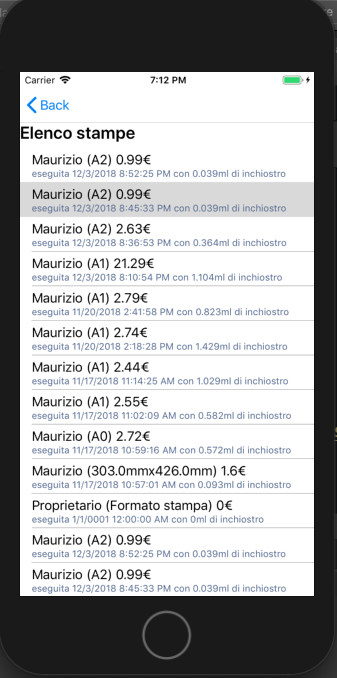 Carrier 7:12 PM
Back
Elenco stampe
Maurizio (A2) 0.99€
eseguita 12/3/2018 8:52:25 PM con 0.039ml di inchiostro
Maurizio (A2) 0.99€
eseguita 12/3/2018 8:45:33 PM con 0.039ml di inchiostro
Maurizio (A2) 2.63€
eseguita 12/3/2018 8:36:53 PM con 0.364ml di inchiostro
Maurizio (A1) 21.29€
eseguita 12/3/2018 8:10:54 PM con 1.104ml di inchiostro
Maurizio (A1) 2.79€
eseguita 11/20/2018 2:41:58 PM con 0.823ml di inchiostro
Maurizio (A1) 2.74€
eseguita 11/20/2018 2:18:28 PM con 1.429ml di inchiostro
Maurizio (A1) 2.44€
eseguita 11/17/2018 11:14:25 AM con 1.029ml di inchiostro
Maurizio (A1) 2.55€
eseguita 11/17/2018 11:02:09 AM con 0.582ml di inchiostro
Maurizio (A0) 2.72€
eseguita 11/17/2018 10:59:16 AM con 0.572ml di inchiostro
Maurizio (303.0mmx426.0mm) 1.6€
eseguita 11/17/2018 10:57:01 AM con 0.093ml di inchiostro
Proprietario (Formato stampa) 0€
eseguita 1/1/0001 12:00:00 AM con 0ml di inchiostro
Maurizio (A2) 0.99€
eseguita 12/3/2018 8:52:25 PM con 0.039ml di inchiostro
Maurizio (A2) 0.99€
eseguita 12/3/2018 8:45:33 PM con 0.039ml di inchiostro